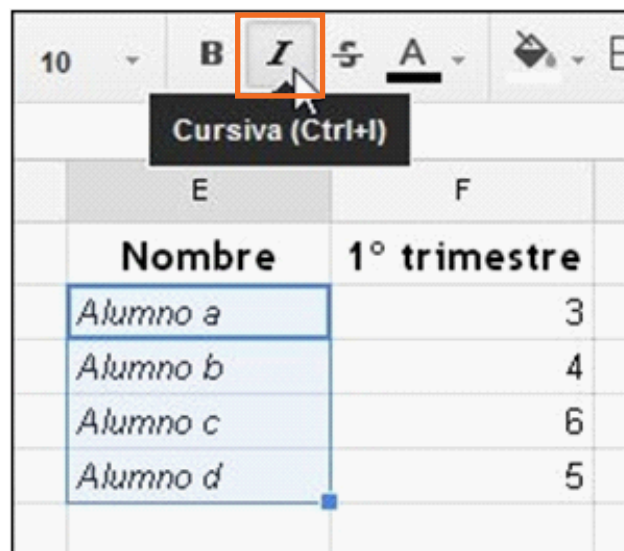 10 B I S A
Cursiva (Ctrl+I)
E F
Nombre 1° trimestre
Alumno a 3
Alumno b 4
Alumno c 6
Alumno d 5